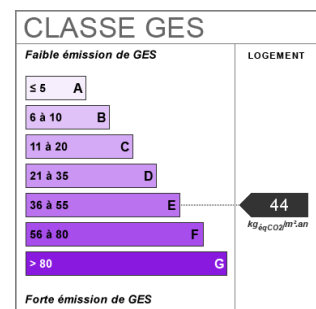 CLASSE GES
Faible émission de GES
LOGEMENT
≤ 5 A
6 à 10 B
11 à 20 C
21 à 35 D
36 à 55 E
44
kgéqCO2/m².an
56 à 80 F
> 80 G
Forte émission de GES